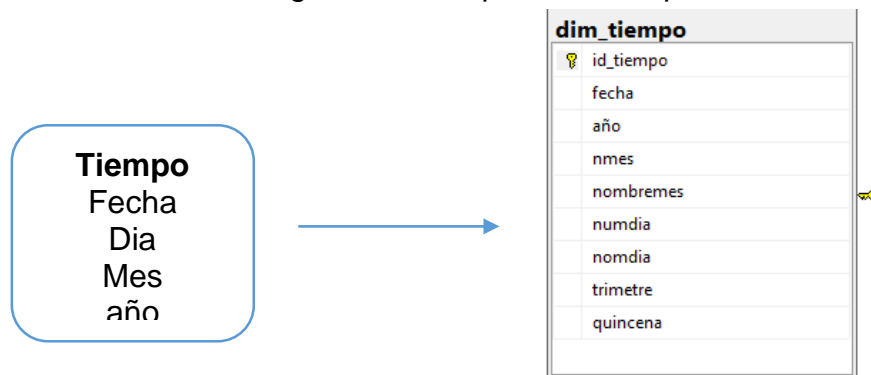 Tiempo
Fecha
Dia
Mes
año
dim_tiempo
id_tiempo
fecha
año
nmes
nombremes
numdia
nomdia
trimetre
quincena